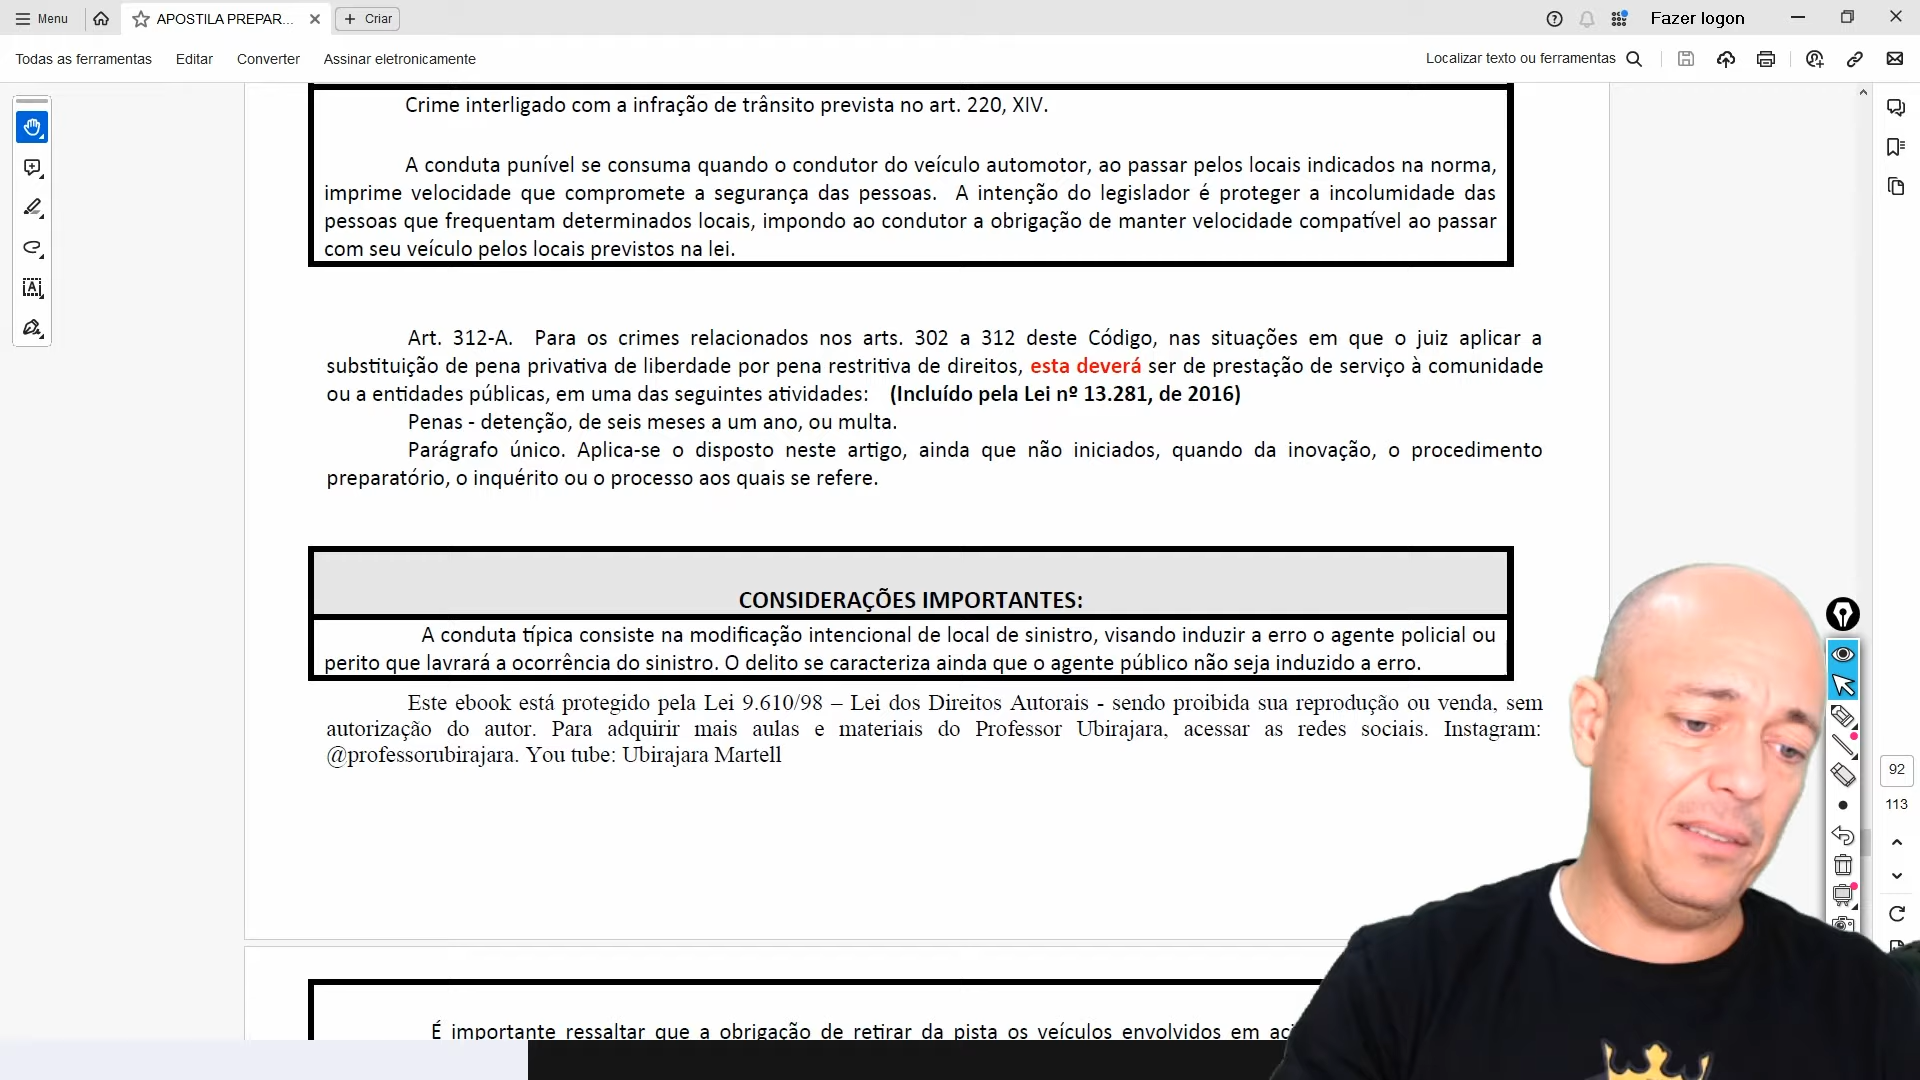 Menu
APOSTILA PREPAR...
Criar
Fazer logon
Todas as ferramentas
Editar
Converter
Assinar eletronicamente
Localizar texto ou ferramentas
Crime interligado com a infração de trânsito prevista no art. 220, XIV.
A conduta punível se consuma quando o condutor do veículo automotor, ao passar pelos locais indicados na norma,
imprime velocidade que compromete a segurança das pessoas. A intenção do legislador é proteger a incolumidade das
pessoas que frequentam determinados locais, impondo ao condutor a obrigação de manter velocidade compatível ao passar
com seu veículo pelos locais previstos na lei.
Art. 312-A. Para os crimes relacionados nos arts. 302 a 312 deste Código, nas situações em que o juiz aplicar a
substituição de pena privativa de liberdade por pena restritiva de direitos, esta deverá ser de prestação de serviço à comunidade
ou a entidades públicas, em uma das seguintes atividades: (Incluído pela Lei nº 13.281, de 2016)
Penas - detenção, de seis meses a um ano, ou multa.
Parágrafo único. Aplica-se o disposto neste artigo, ainda que não iniciados, quando da inovação, o procedimento
preparatório, o inquérito ou o processo aos quais se refere.
CONSIDERAÇÕES IMPORTANTES:
A conduta típica consiste na modificação intencional de local de sinistro, visando induzir a erro o agente policial ou
perito que lavrará a ocorrência do sinistro. O delito se caracteriza ainda que o agente público não seja induzido a erro.
Este ebook está protegido pela Lei 9.610/98 – Lei dos Direitos Autorais - sendo proibida sua reprodução ou venda, sem
autorização do autor. Para adquirir mais aulas e materiais do Professor Ubirajara, acessar as redes sociais. Instagram:
@professorubirajara. You tube: Ubirajara Martell
92
113
É importante ressaltar que a obrigação de retirar da pista os veículos envolvidos em